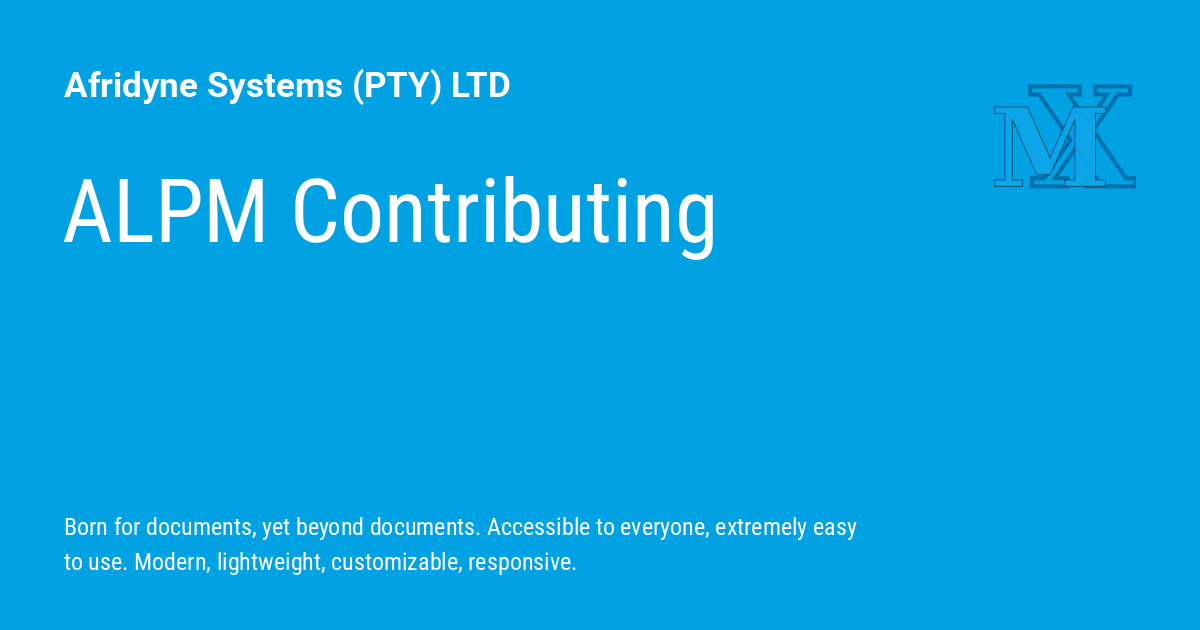 Afridyne Systems (PTY) LTD
MX
ALPM Contributing
Born for documents, yet beyond documents. Accessible to everyone, extremely easy
to use. Modern, lightweight, customizable, responsive.